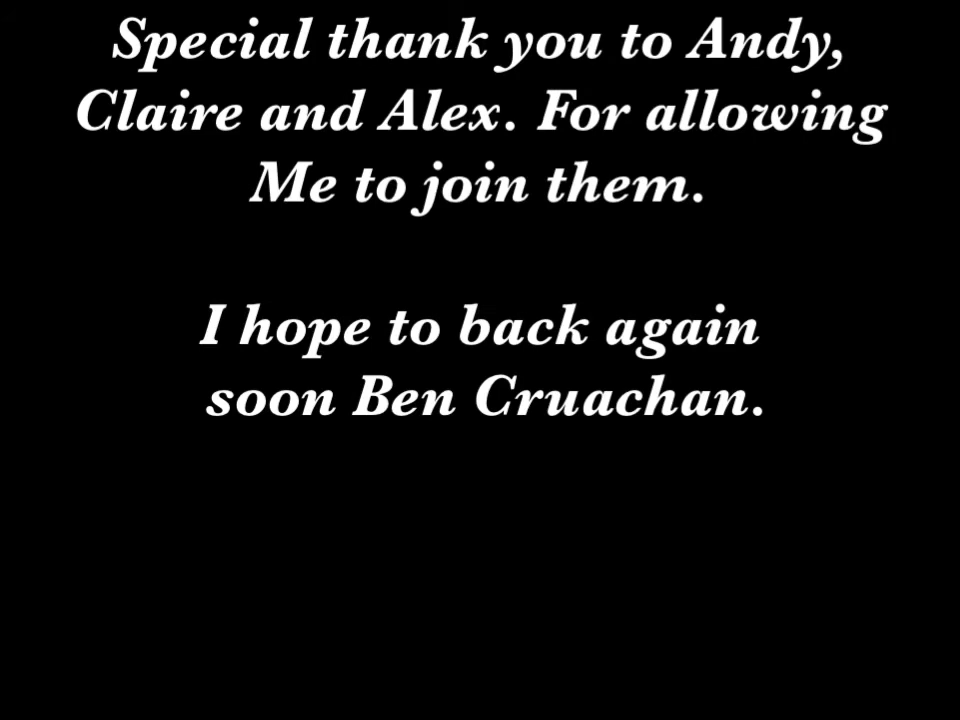 Special thank you to Andy,
Claire and Alex. For allowing
Me to join them.
I hope to back again
soon Ben Cruachan.